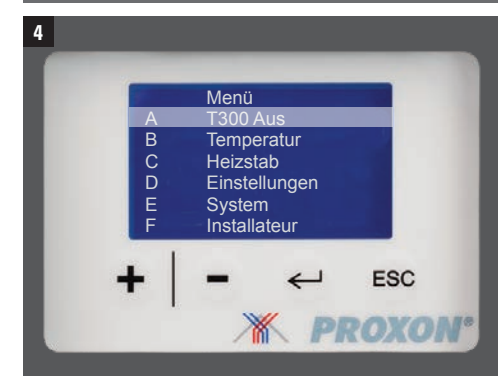 4
Menü
A T300 Aus
B Temperatur
C Heizstab
D Einstellungen
E System
F Installateur
+ | - ↵ ESC
PROXON®